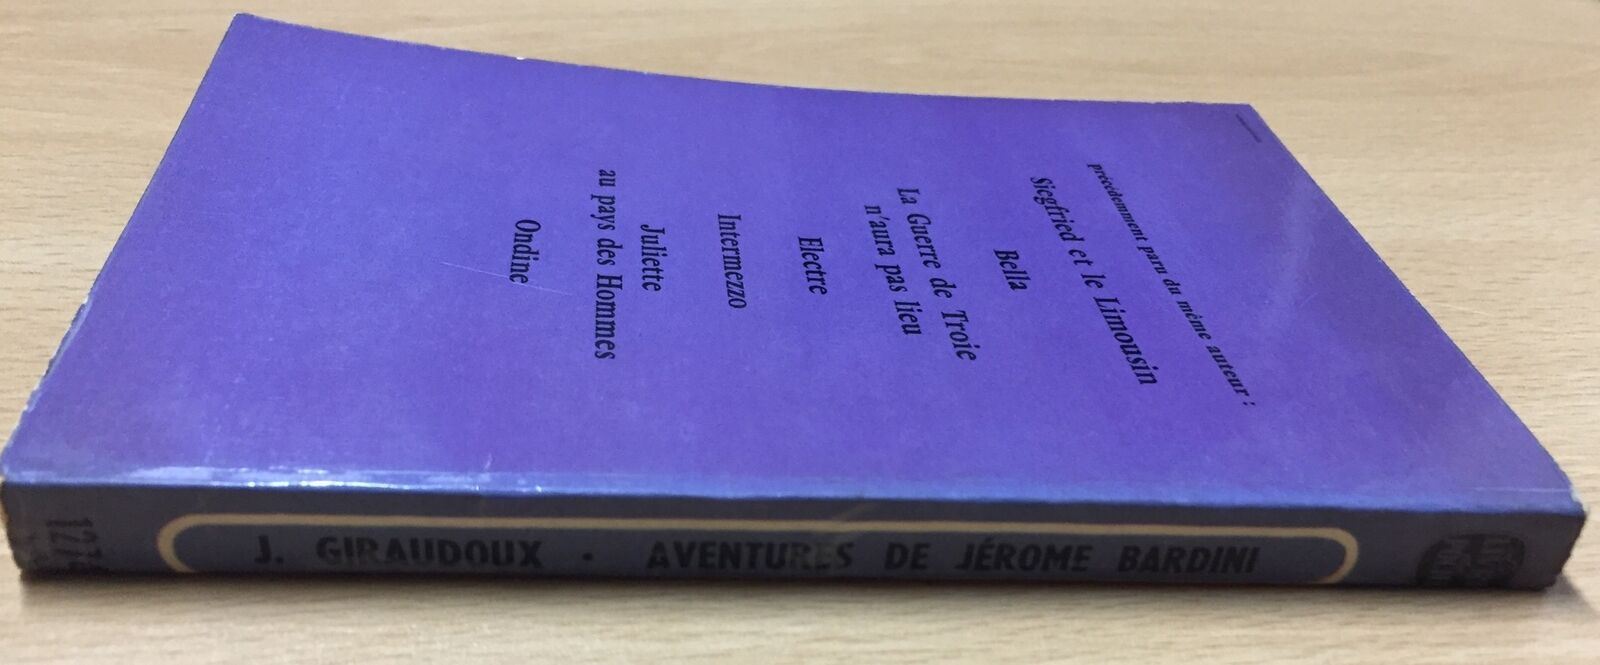 précédemment paru du même auteur :
Siegfried et le Limousin
Bella
La Guerre de Troie
n'aura pas lieu
Electre
Intermezzo
Juliette
au pays des Hommes
Ondine
J. GIRAUDOUX · AVENTURES DE JÉROME BARDINI